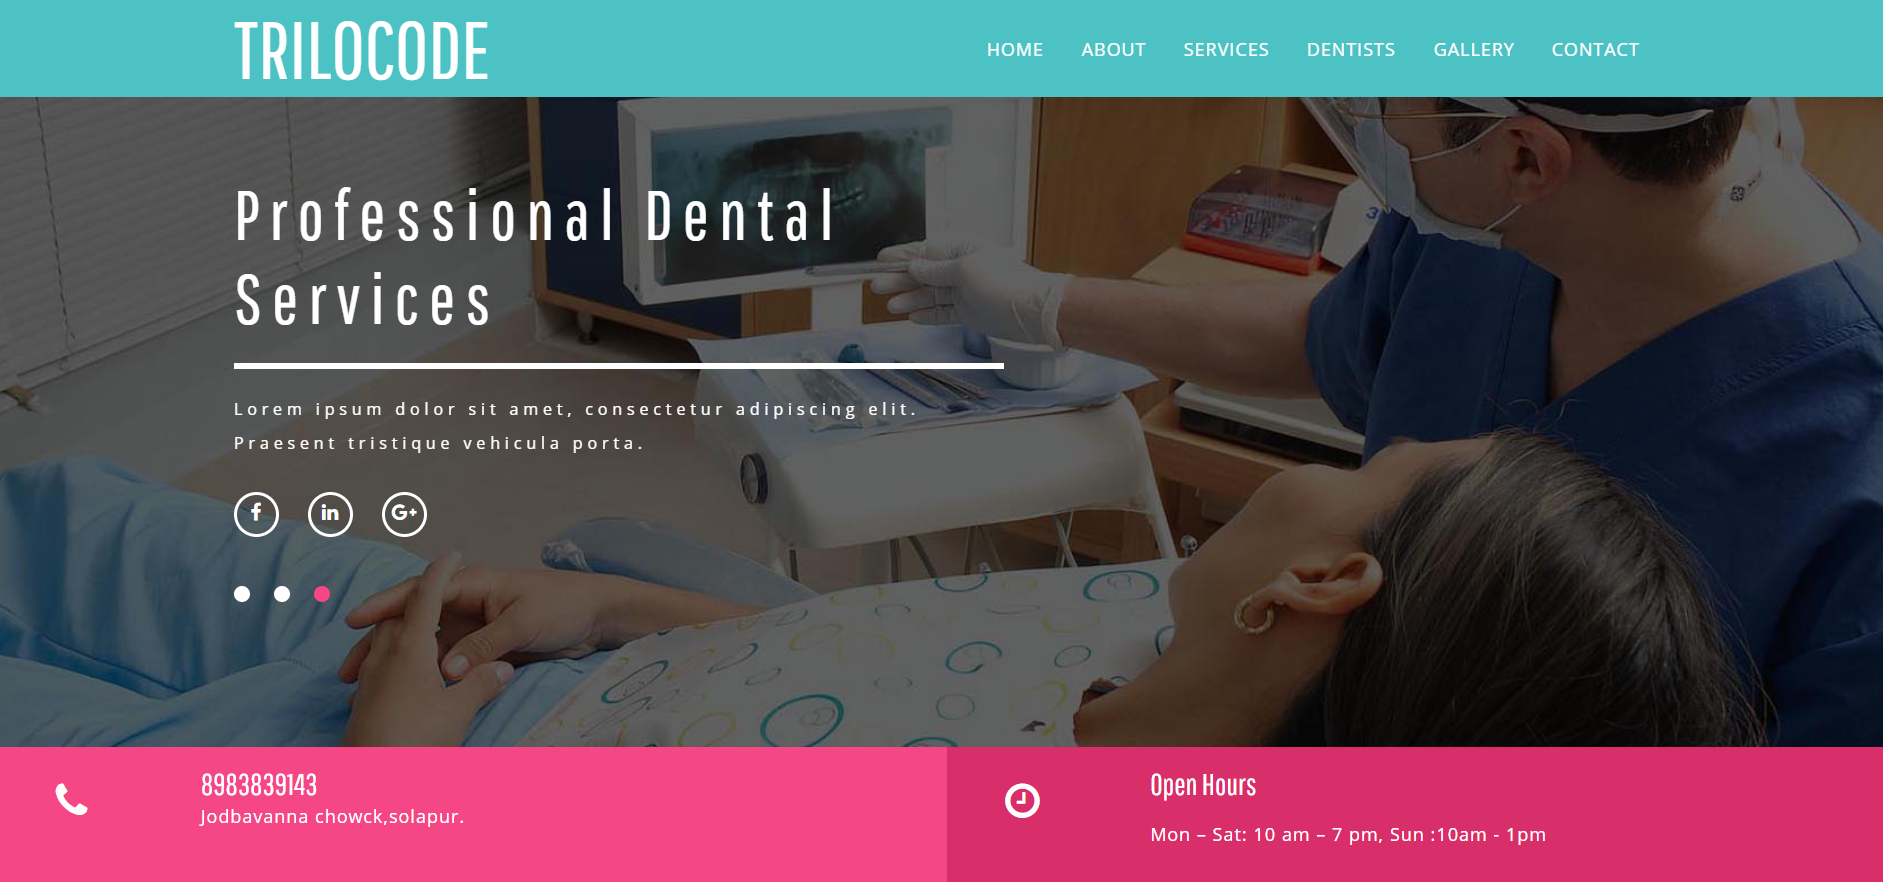 TRILOCODE
HOME ABOUT SERVICES DENTISTS GALLERY CONTACT
Professional Dental
Services
Lorem ipsum dolor sit amet, consectetur adipiscing elit.
Praesent tristique vehicula porta.
8983839143
Jodbavanna chowck,solapur.
Open Hours
Mon – Sat: 10 am – 7 pm, Sun :10am - 1pm